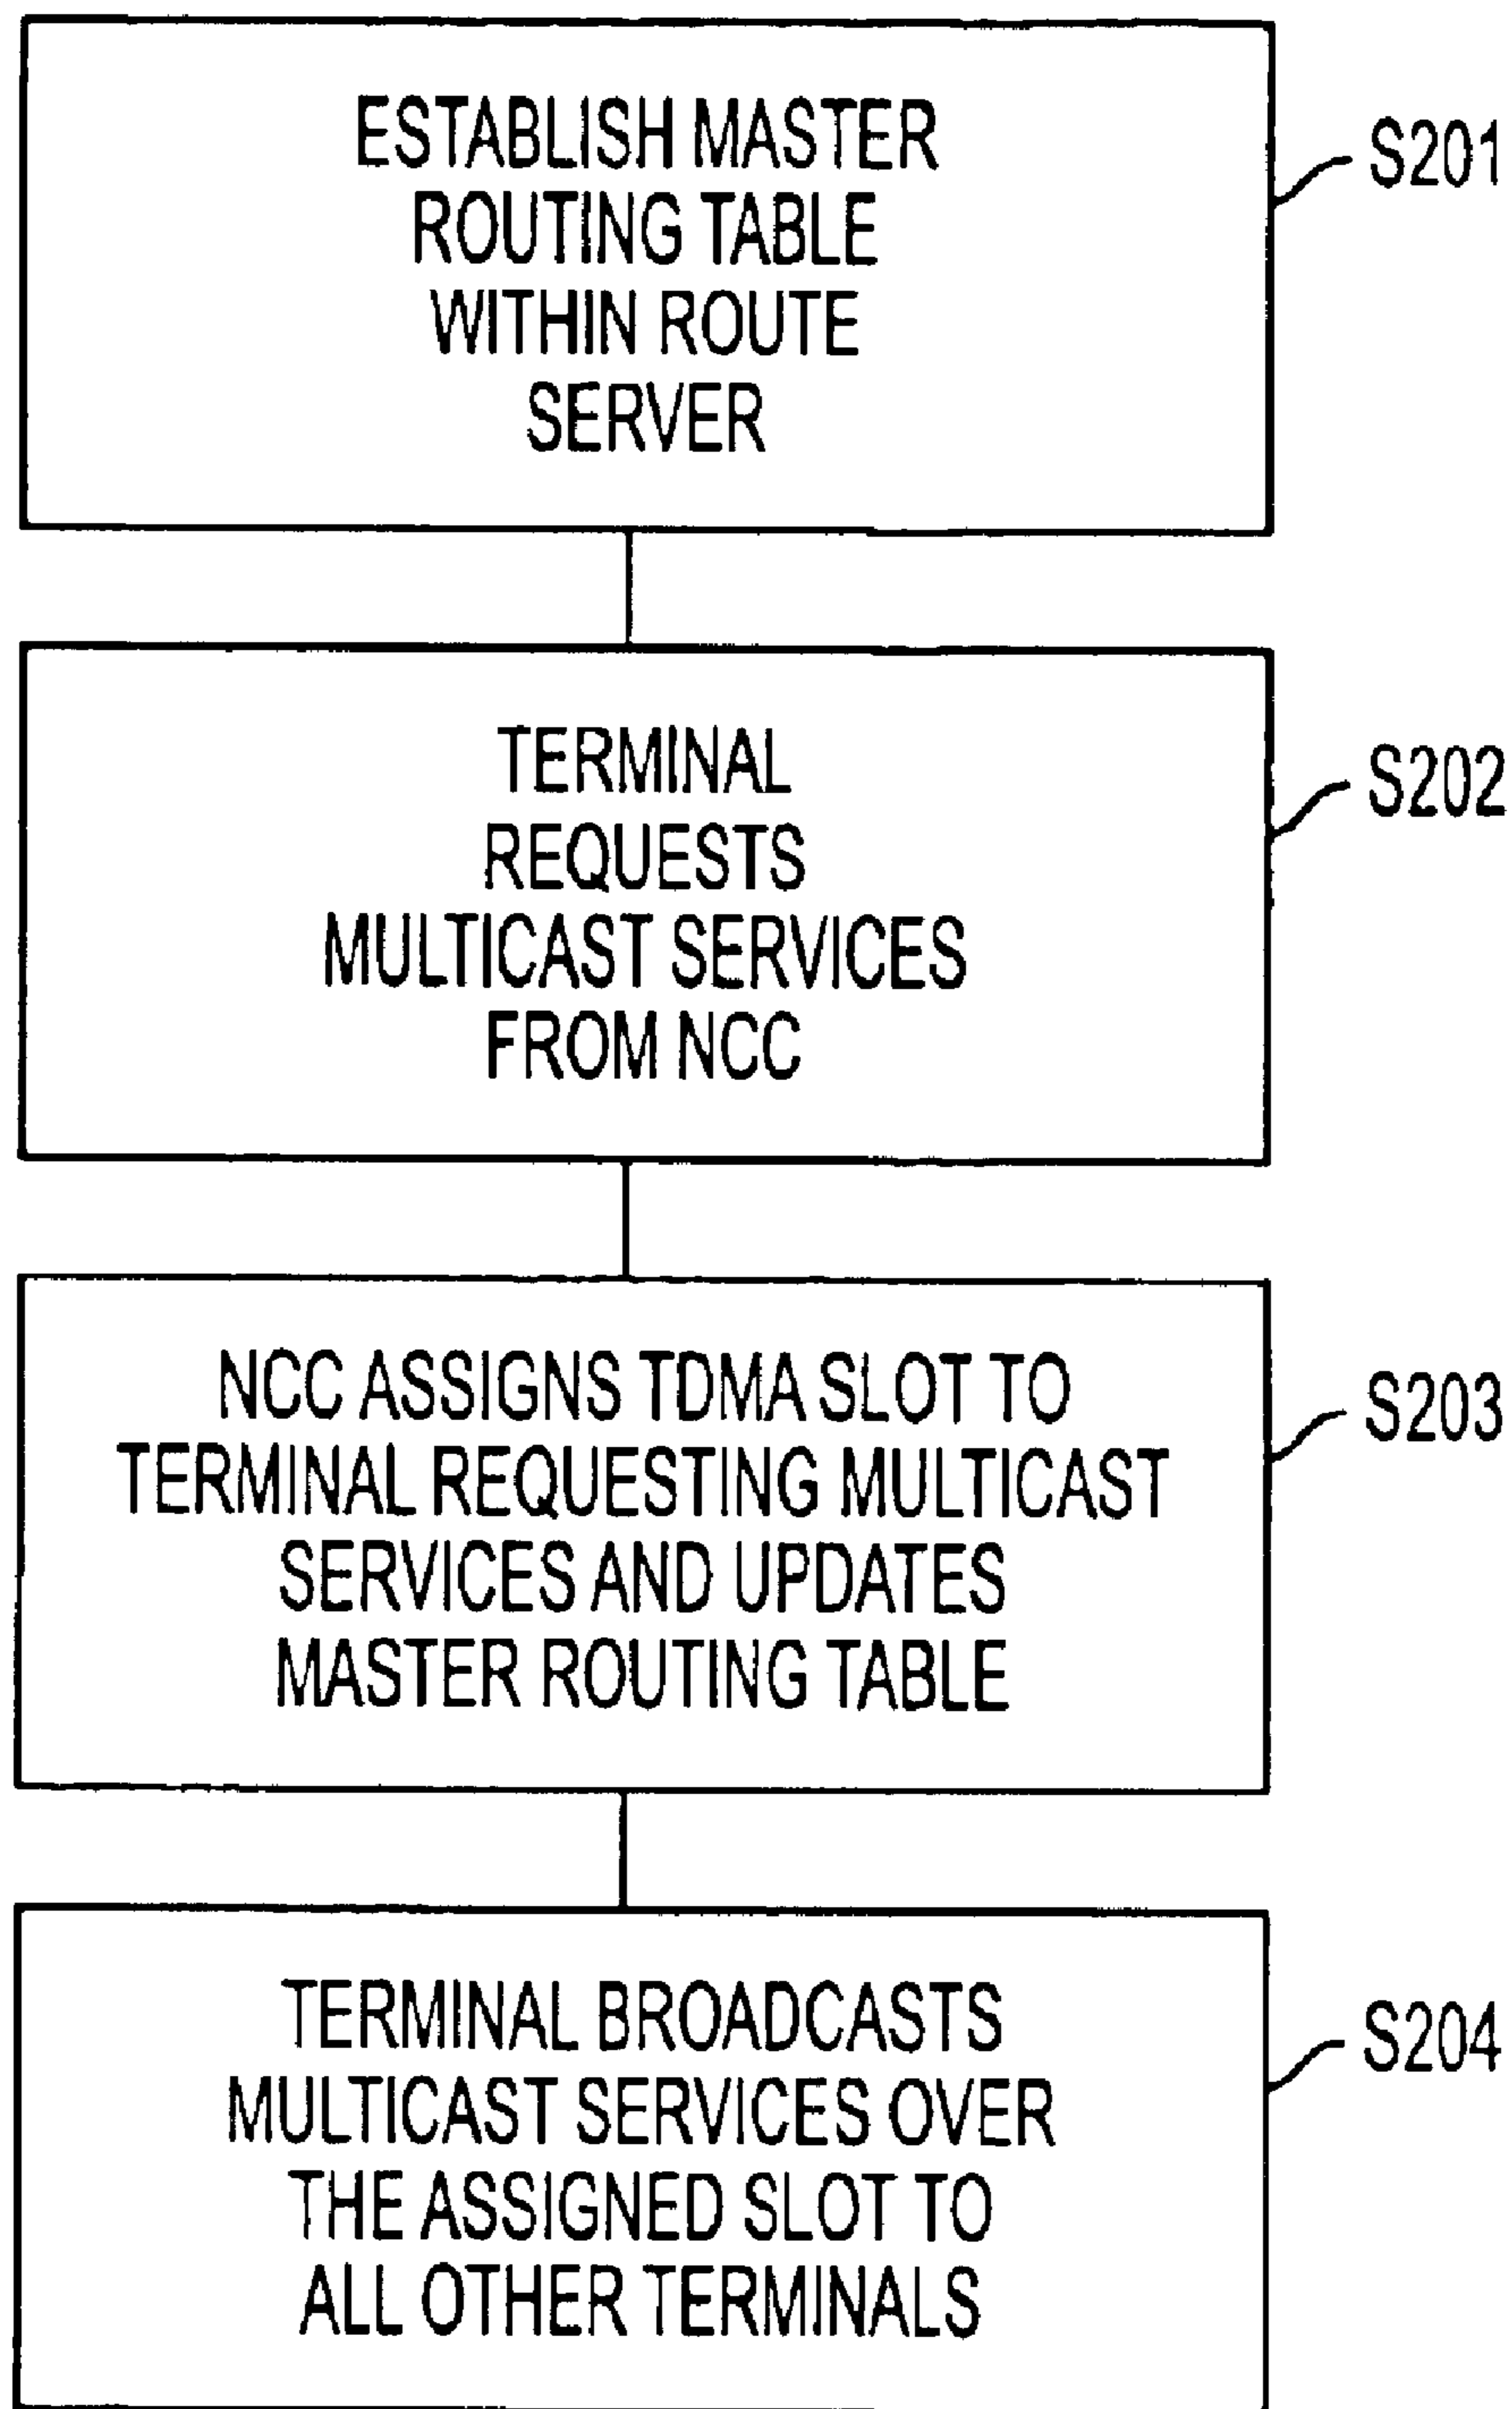 ESTABLISH MASTER
ROUTING TABLE
WITHIN ROUTE
SERVER
S201
TERMINAL
REQUESTS
MULTICAST SERVICES
FROM NCC
S202
NCC ASSIGNS TDMA SLOT TO
TERMINAL REQUESTING MULTICAST
SERVICES AND UPDATES
MASTER ROUTING TABLE
S203
TERMINAL BROADCASTS
MULTICAST SERVICES OVER
THE ASSIGNED SLOT TO
ALL OTHER TERMINALS
S204